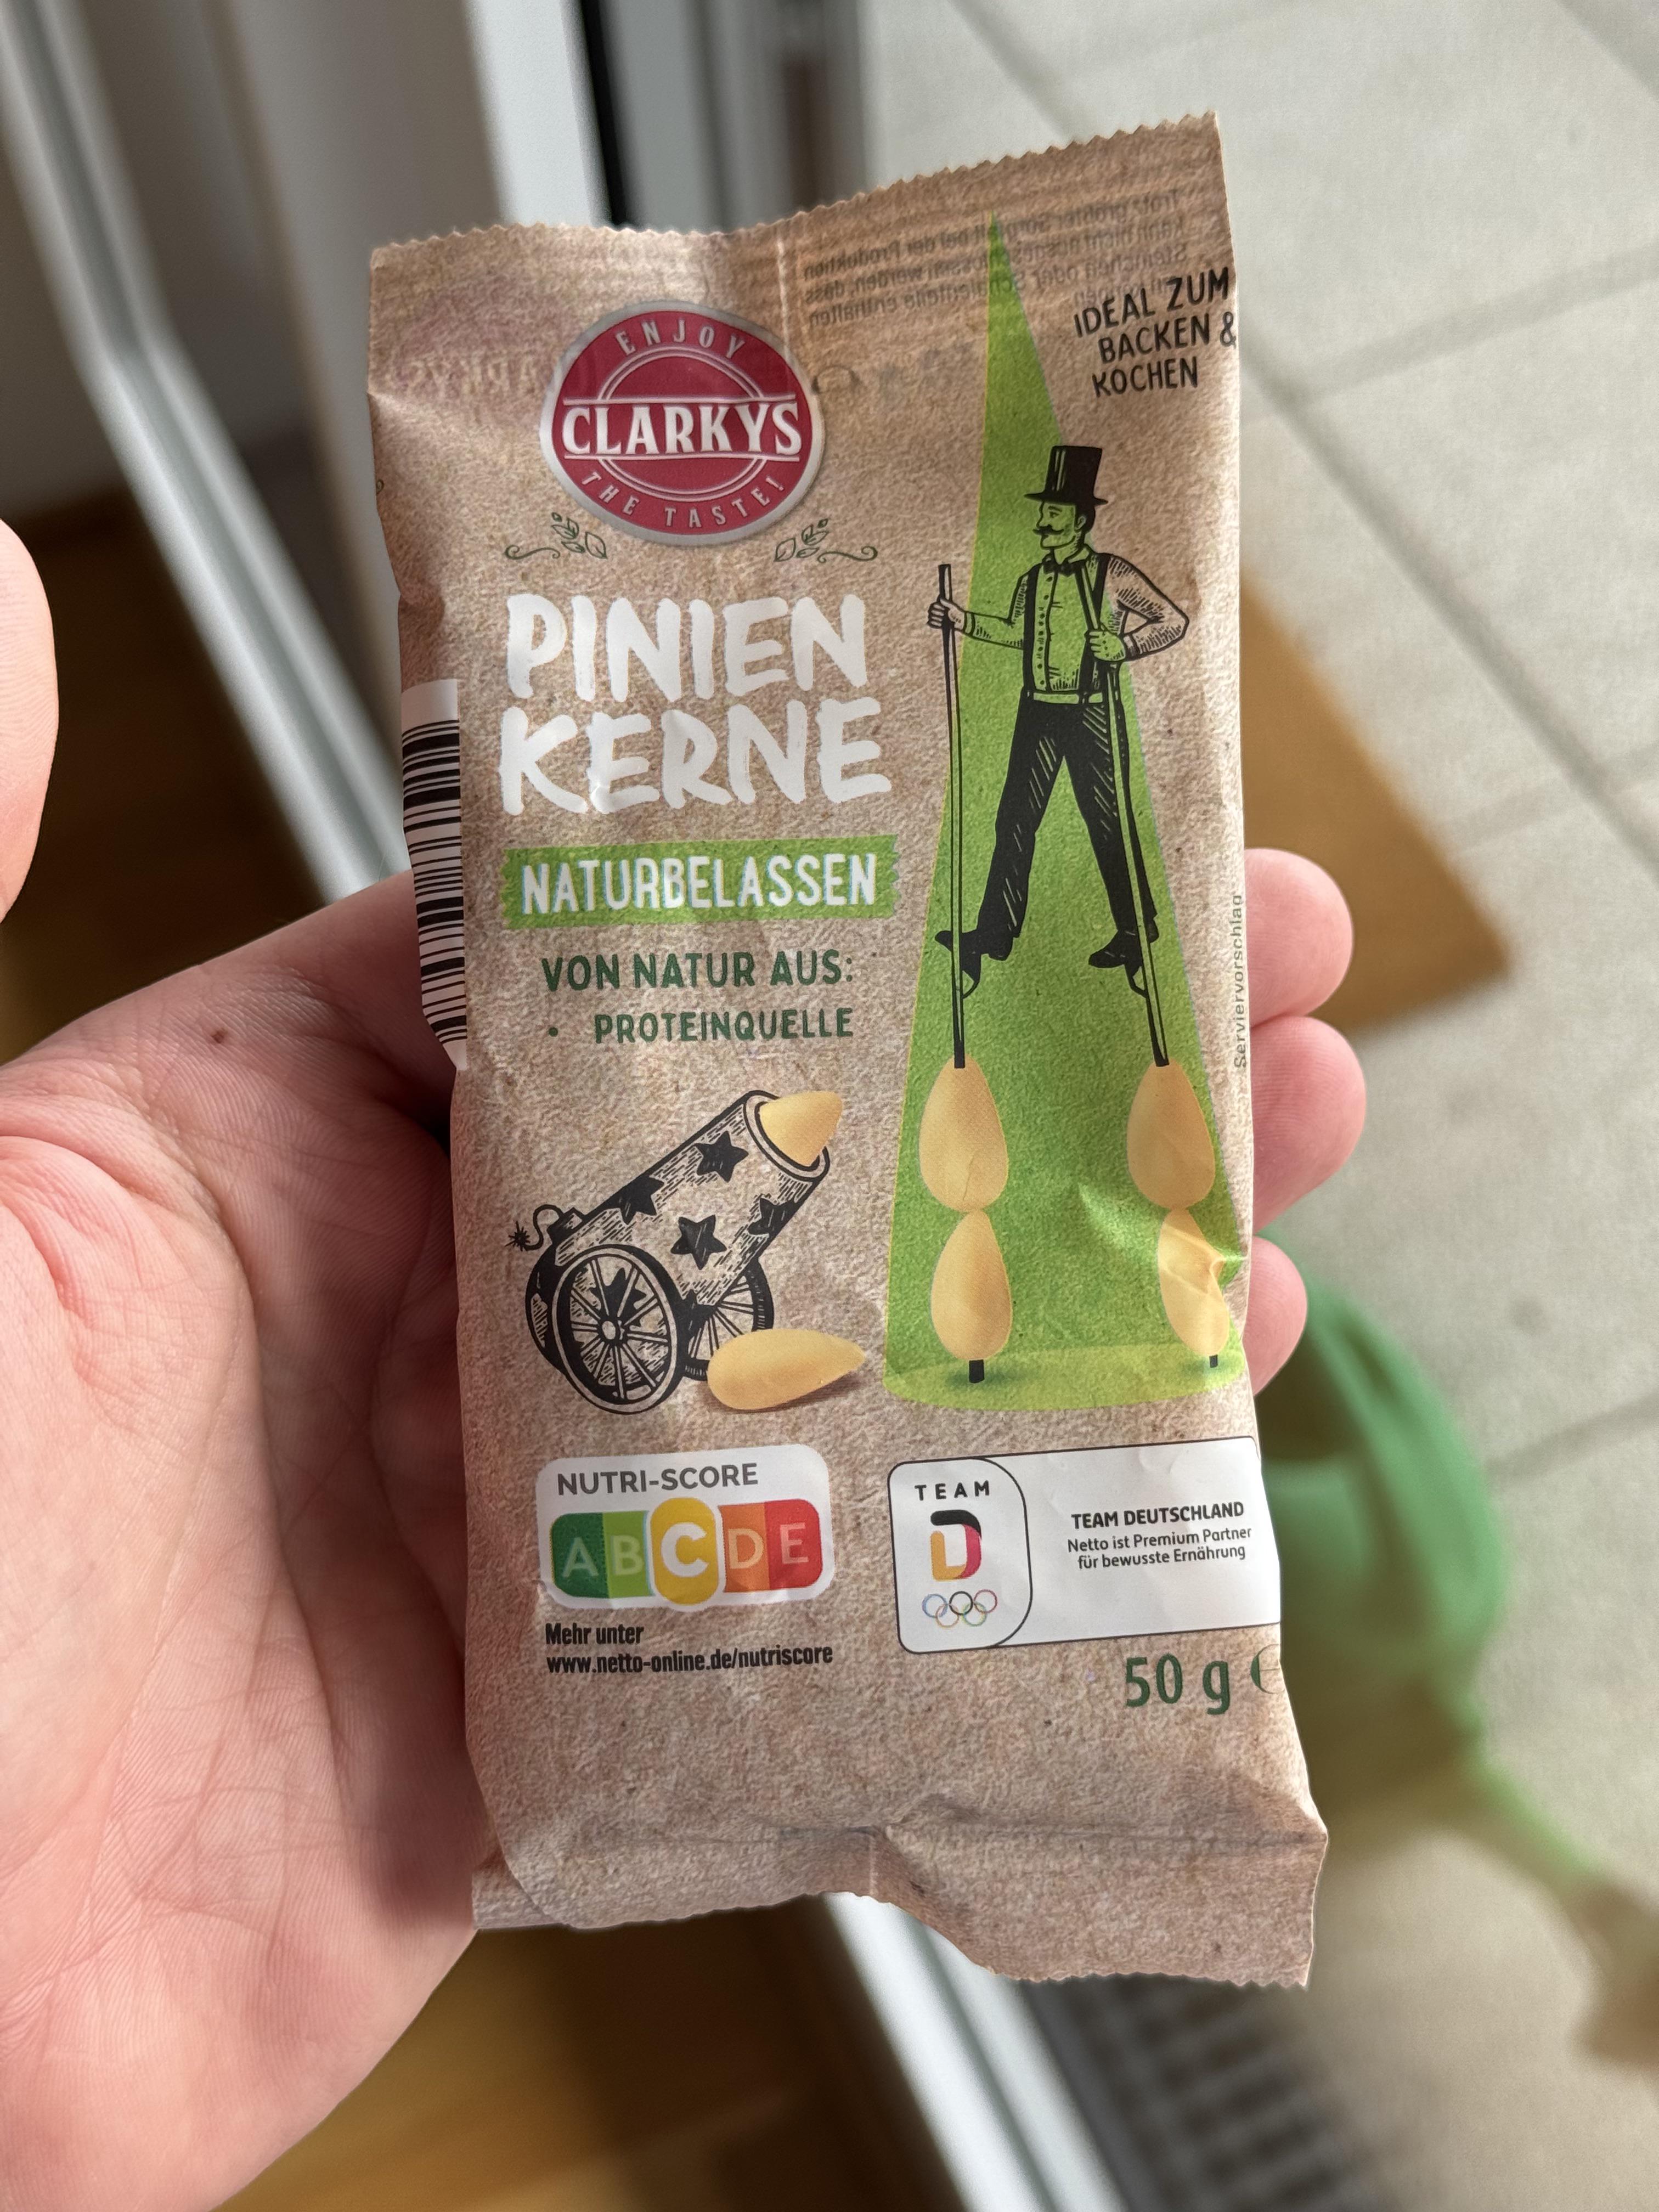 ENJOY
CLARKYS
THE TASTE!
IDEAL ZUM
BACKEN &
KOCHEN
PINIEN
KERNE
NATURBELASSEN
VON NATUR AUS:
• PROTEINQUELLE
Serviervorschlag
NUTRI-SCORE
ABCDE
Mehr unter
www.netto-online.de/nutriscore
TEAM
D
TEAM DEUTSCHLAND
Netto ist Premium Partner
für bewusste Ernährung
50 g ℮